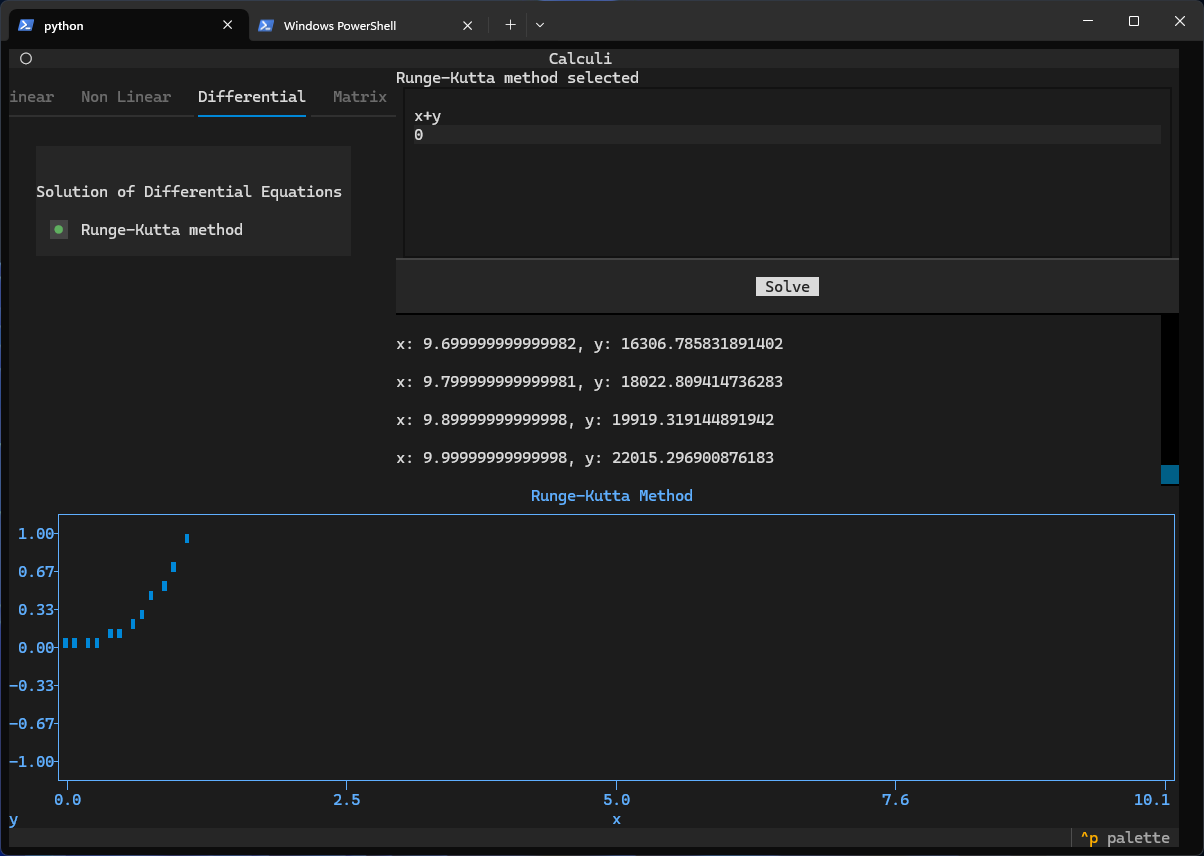 python
Windows PowerShell
Calculi
Runge-Kutta method selected
inear Non Linear Differential Matrix
x+y
0
Solution of Differential Equations
Runge-Kutta method
Solve
x: 9.699999999999982, y: 16306.785831891402
x: 9.799999999999981, y: 18022.809414736283
x: 9.89999999999998, y: 19919.319144891942
x: 9.99999999999998, y: 22015.296900876183
Runge-Kutta Method
1.00
0.67
0.33
0.00
-0.33
-0.67
-1.00
0.0 2.5 5.0 7.6 10.1
y x
^p palette